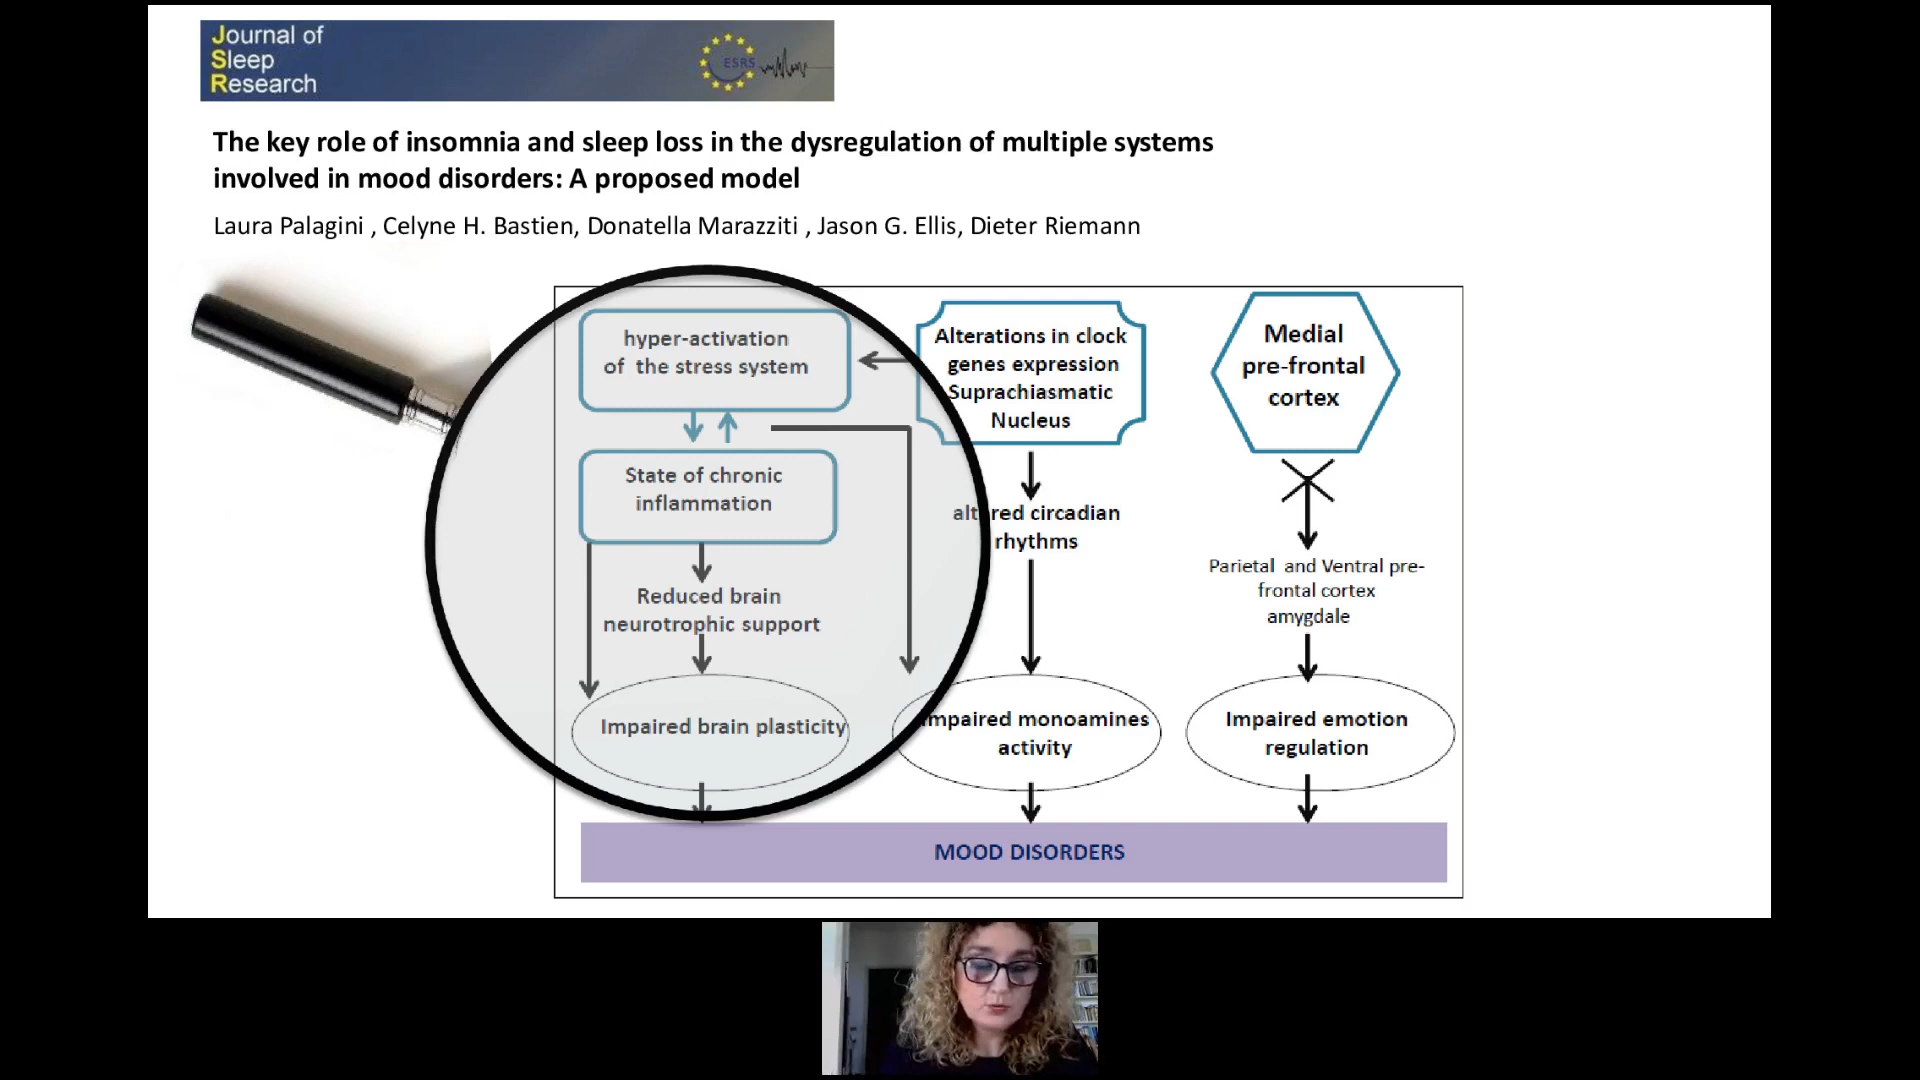 Journal of
Sleep
Research
ESRS
The key role of insomnia and sleep loss in the dysregulation of multiple systems
involved in mood disorders: A proposed model
Laura Palagini , Celyne H. Bastien, Donatella Marazziti , Jason G. Ellis, Dieter Riemann
hyper-activation
of the stress system
State of chronic
inflammation
Reduced brain
neurotrophic support
Impaired brain plasticity
Alterations in clock
genes expression
Suprachiasmatic
Nucleus
altered circadian
rhythms
Impaired monoamines
activity
Medial
pre-frontal
cortex
Parietal and Ventral pre-
frontal cortex
amygdale
Impaired emotion
regulation
MOOD DISORDERS